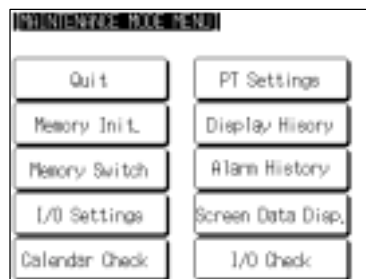 [MAINTENANCE MODE MENU]
Quit
PT Settings
Memory Init.
Display Hisory
Memory Switch
Alarm History
I/O Settings
Screen Data Disp.
Calendar Check
I/O Check